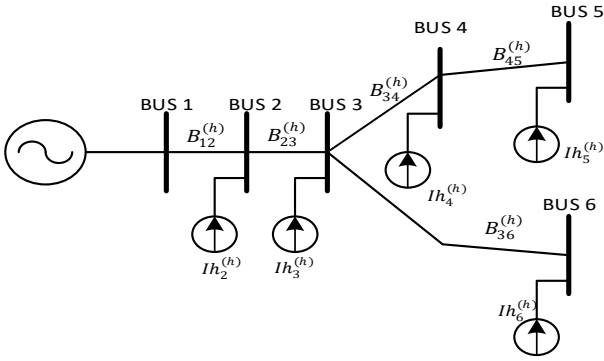 BUS 5
BUS 4
B₄₅⁽ʰ⁾
B₃₄⁽ʰ⁾
BUS 1 BUS 2 BUS 3
B₁₂⁽ʰ⁾ B₂₃⁽ʰ⁾
Ih₅⁽ʰ⁾
Ih₄⁽ʰ⁾
BUS 6
B₃₆⁽ʰ⁾
Ih₂⁽ʰ⁾ Ih₃⁽ʰ⁾
Ih₆⁽ʰ⁾